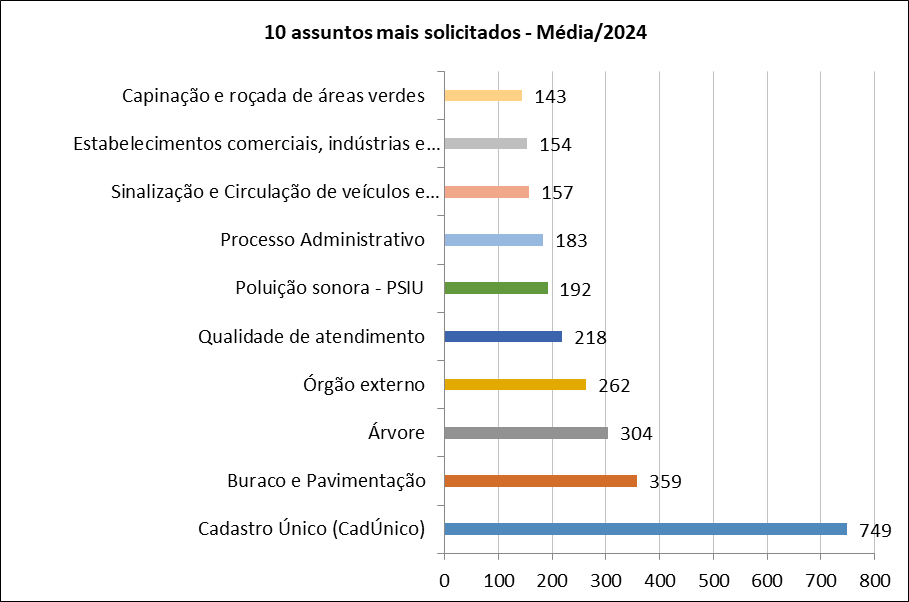 10 assuntos mais solicitados - Média/2024
Capinação e roçada de áreas verdes 143
Estabelecimentos comerciais, indústrias e... 154
Sinalização e Circulação de veículos e... 157
Processo Administrativo 183
Poluição sonora - PSIU 192
Qualidade de atendimento 218
Órgão externo 262
Árvore 304
Buraco e Pavimentação 359
Cadastro Único (CadÚnico) 749
0 100 200 300 400 500 600 700 800